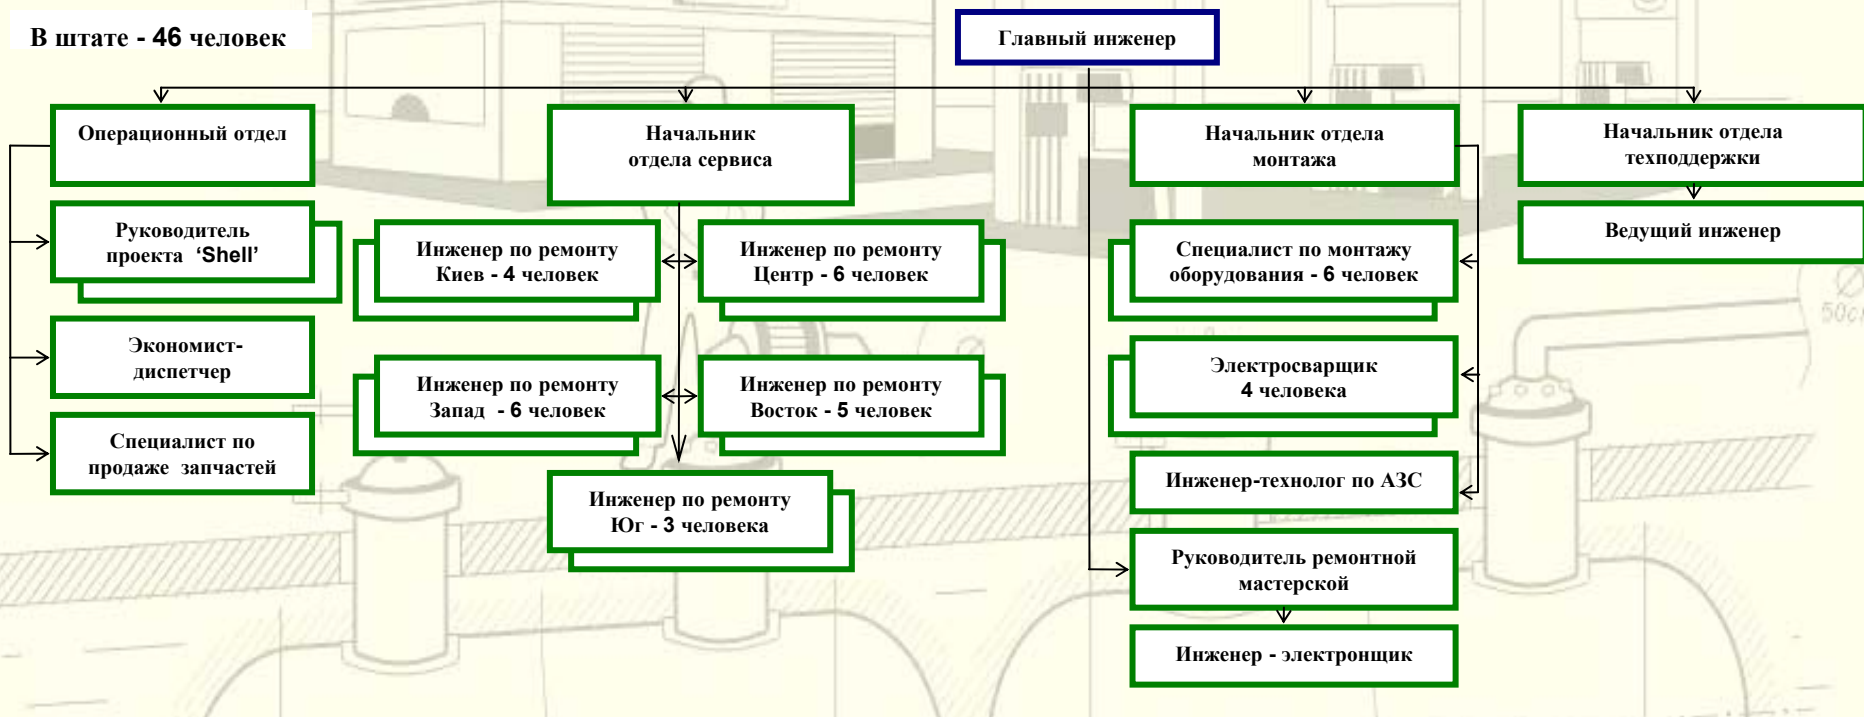 В штате - 46 человек
Главный инженер
Операционный отдел
Начальник
отдела сервиса
Начальник отдела
монтажа
Начальник отдела
техподдержки
Руководитель
проекта ‘Shell’
Инженер по ремонту
Киев - 4 человек
Инженер по ремонту
Центр - 6 человек
Специалист по монтажу
оборудования - 6 человек
Ведущий инженер
Экономист-
диспетчер
Инженер по ремонту
Запад - 6 человек
Инженер по ремонту
Восток - 5 человек
Электросварщик
4 человека
Специалист по
продаже запчастей
Инженер по ремонту
Юг - 3 человека
Инженер-технолог по АЗС
Руководитель ремонтной
мастерской
Инженер - электронщик